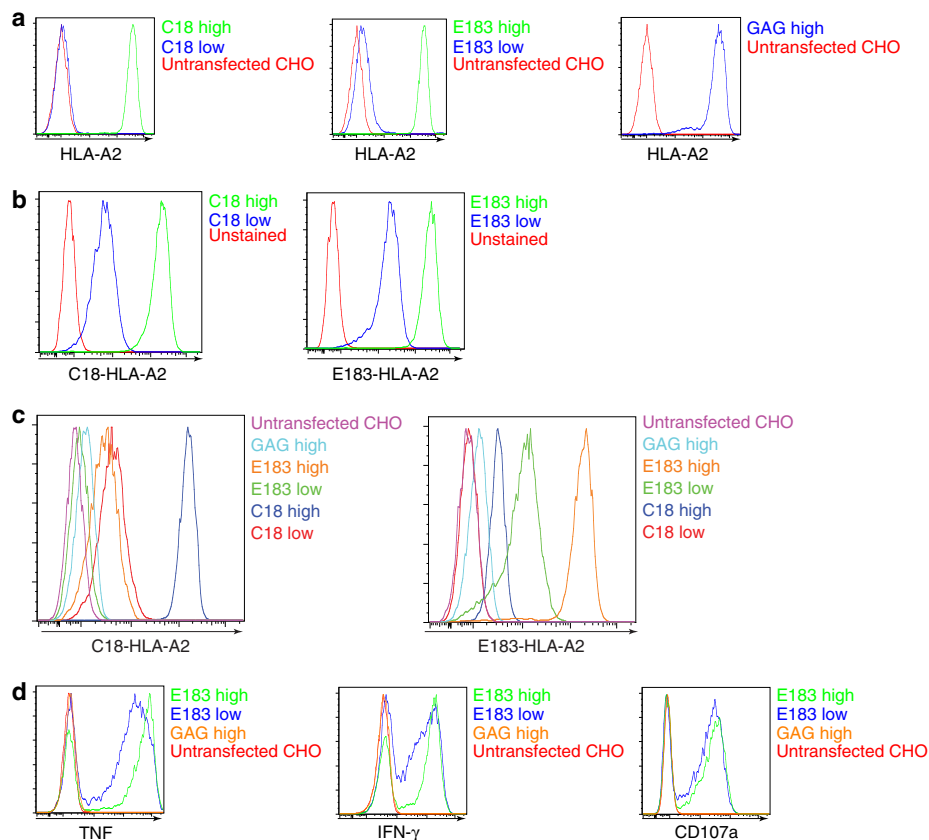 a
C18 high
C18 low
Untransfected CHO
HLA-A2
E183 high
E183 low
Untransfected CHO
HLA-A2
GAG high
Untransfected CHO
HLA-A2
b
C18 high
C18 low
Unstained
C18-HLA-A2
E183 high
E183 low
Unstained
E183-HLA-A2
c
Untransfected CHO
GAG high
E183 high
E183 low
C18 high
C18 low
C18-HLA-A2
Untransfected CHO
GAG high
E183 high
E183 low
C18 high
C18 low
E183-HLA-A2
d
E183 high
E183 low
GAG high
Untransfected CHO
TNF
E183 high
E183 low
GAG high
Untransfected CHO
IFN-γ
E183 high
E183 low
GAG high
Untransfected CHO
CD107a